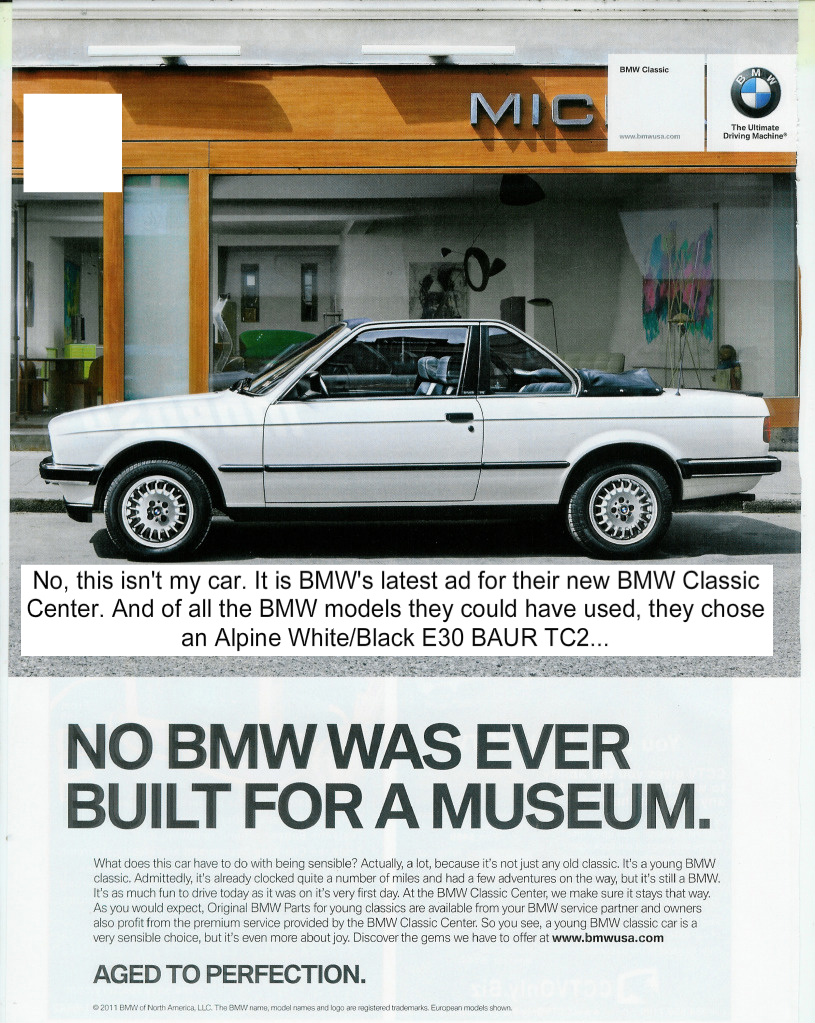 MIC
BMW Classic
www.bmwusa.com
BMW
The Ultimate
Driving Machine®
No, this isn't my car. It is BMW's latest ad for their new BMW Classic
Center. And of all the BMW models they could have used, they chose
an Alpine White/Black E30 BAUR TC2...
NO BMW WAS EVER
BUILT FOR A MUSEUM.
What does this car have to do with being sensible? Actually, a lot, because it's not just any old classic. It's a young BMW
classic. Admittedly, it's already clocked quite a number of miles and had a few adventures on the way, but it's still a BMW.
It's as much fun to drive today as it was on it's very first day. At the BMW Classic Center, we make sure it stays that way.
As you would expect, Original BMW Parts for young classics are available from your BMW service partner and owners
also profit from the premium service provided by the BMW Classic Center. So you see, a young BMW classic car is a
very sensible choice, but it's even more about joy. Discover the gems we have to offer at www.bmwusa.com
AGED TO PERFECTION.
© 2011 BMW of North America, LLC. The BMW name, model names and logo are registered trademarks. European models shown.